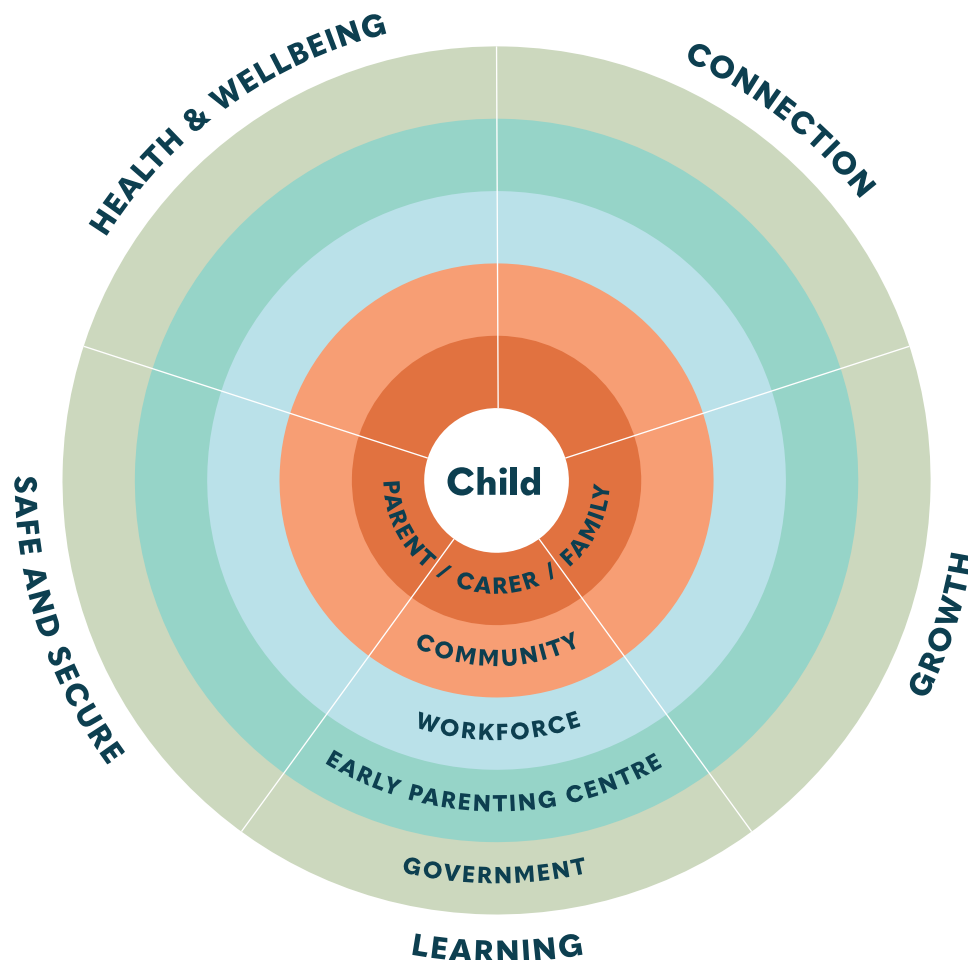 HEALTH & WELLBEING
CONNECTION
Child
PARENT / CARER / FAMILY
COMMUNITY
WORKFORCE
EARLY PARENTING CENTRE
GOVERNMENT
SAFE AND SECURE
GROWTH
LEARNING